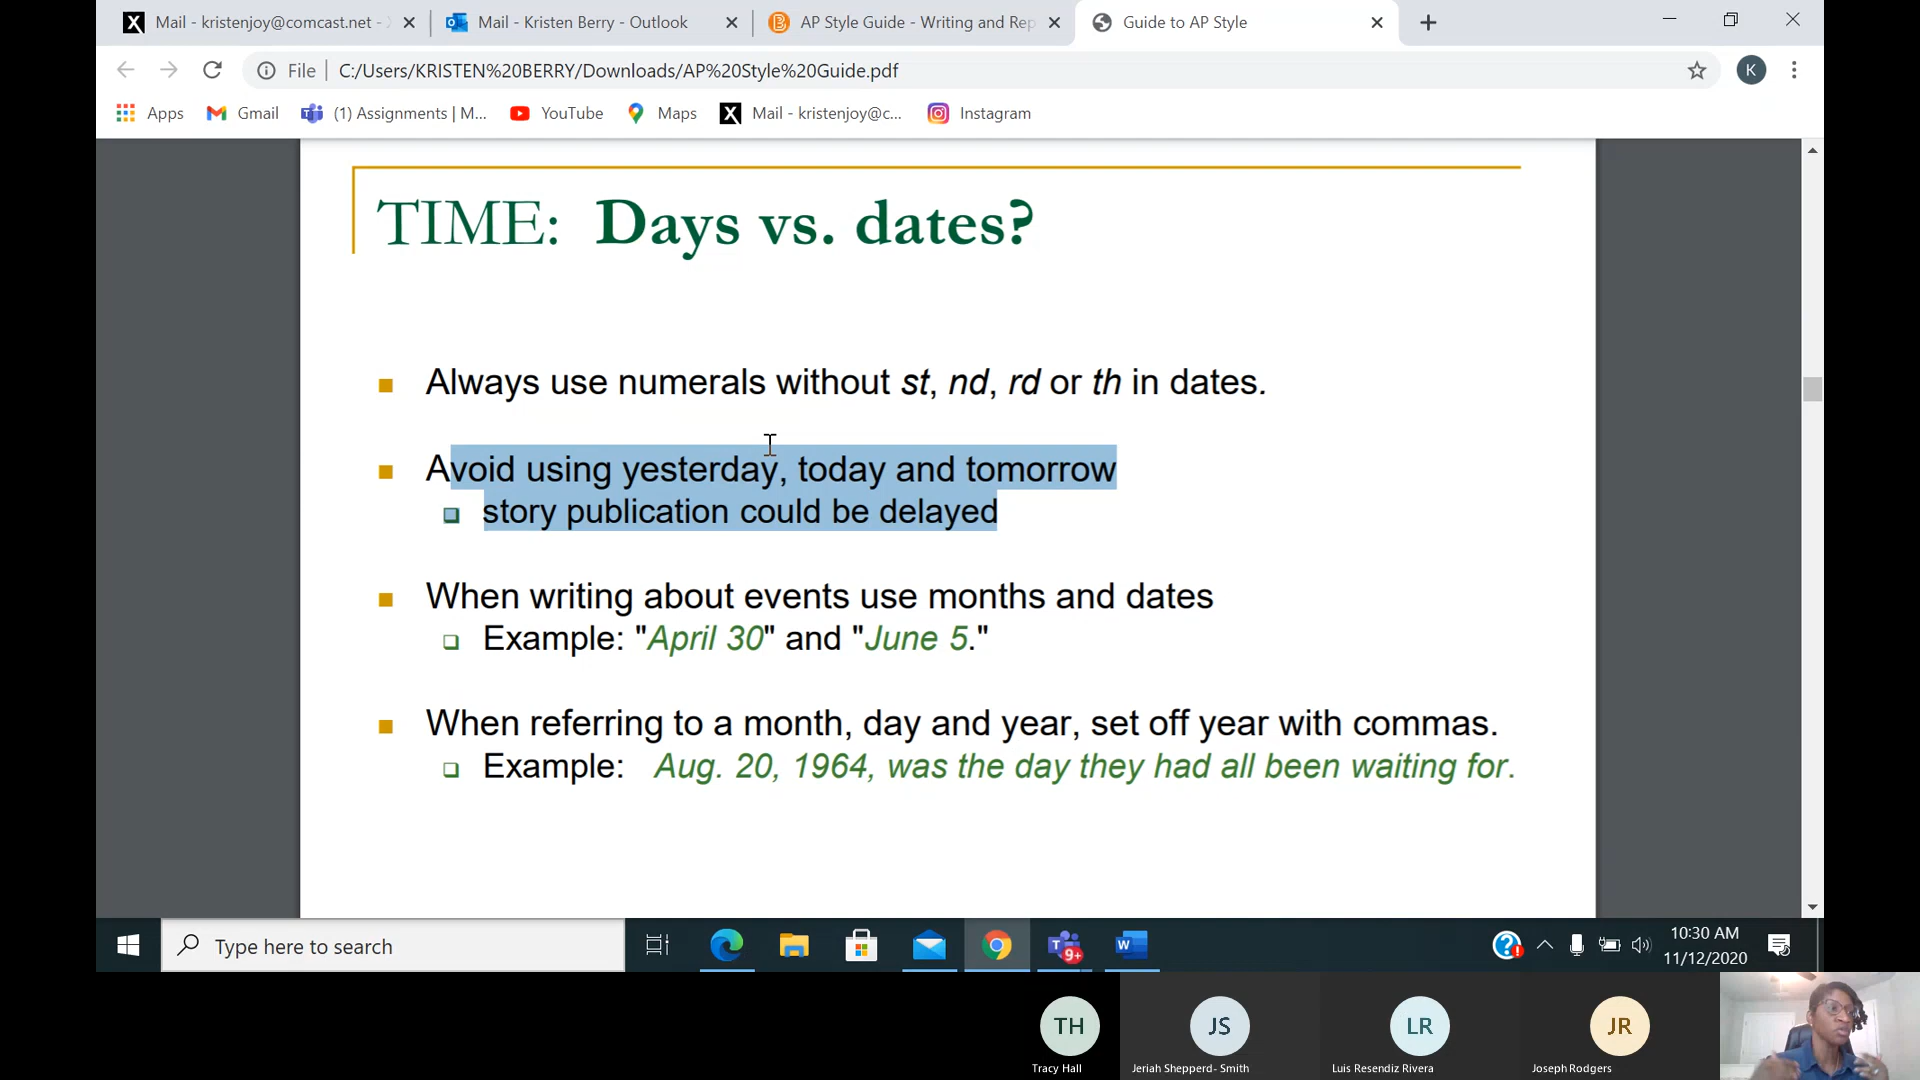 Mail - kristenjoy@comcast.net -
Mail - Kristen Berry - Outlook
AP Style Guide - Writing and Rep
Guide to AP Style
File
C:/Users/KRISTEN%20BERRY/Downloads/AP%20Style%20Guide.pdf
K
Apps
Gmail
(1) Assignments | M...
YouTube
Maps
Mail - kristenjoy@c...
Instagram
TIME: Days vs. dates?
Always use numerals without st, nd, rd or th in dates.
Avoid using yesterday, today and tomorrow
story publication could be delayed
When writing about events use months and dates
Example: "April 30" and "June 5."
When referring to a month, day and year, set off year with commas.
Example: Aug. 20, 1964, was the day they had all been waiting for.
Type here to search
9+
10:30 AM
11/12/2020
TH
JS
LR
JR
Tracy Hall
Jeriah Shepperd- Smith
Luis Resendiz Rivera
Joseph Rodgers